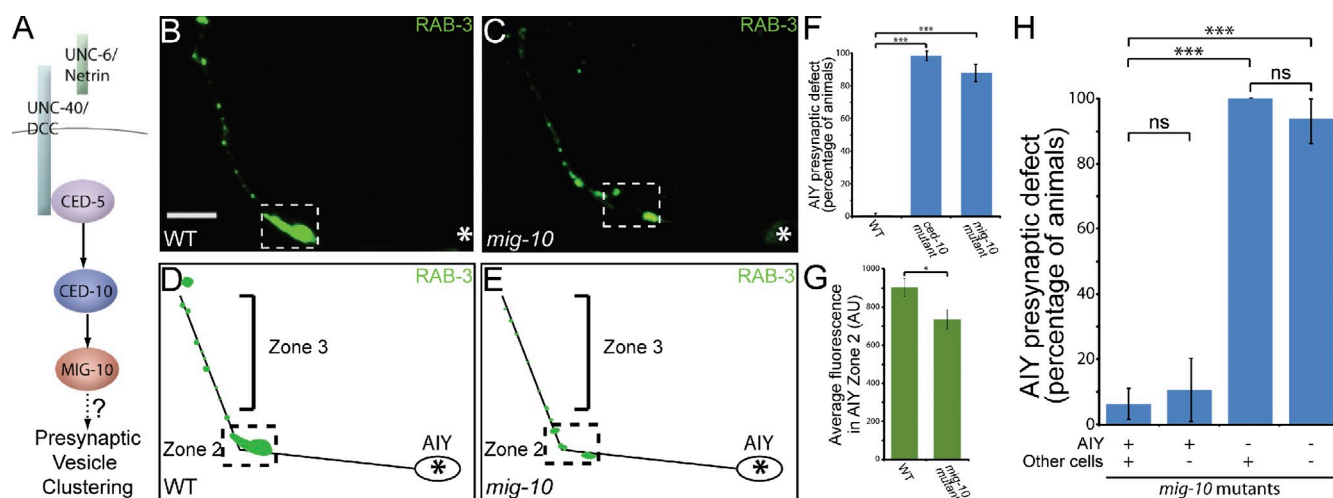 A
UNC-6/
Netrin
UNC-40/
DCC
CED-5
CED-10
MIG-10
?
Presynaptic
Vesicle
Clustering
B
RAB-3
WT
*
C
RAB-3
mig-10
*
D
RAB-3
Zone 3
Zone 2
AIY
*
WT
E
RAB-3
Zone 3
Zone 2
AIY
*
mig-10
F
***
***
AIY presynaptic defect
(percentage of animals)
100
80
60
40
20
0
WT
ced-10
mutant
mig-10
mutant
G
*
Average fluorescence
in AIY Zone 2 (AU)
900
800
600
400
200
0
WT
mig-10
mutant
H
***
***
ns
ns
AIY presynaptic defect
(percentage of animals)
100
80
60
40
20
0
AIY + + - -
Other cells + - + -
mig-10 mutants